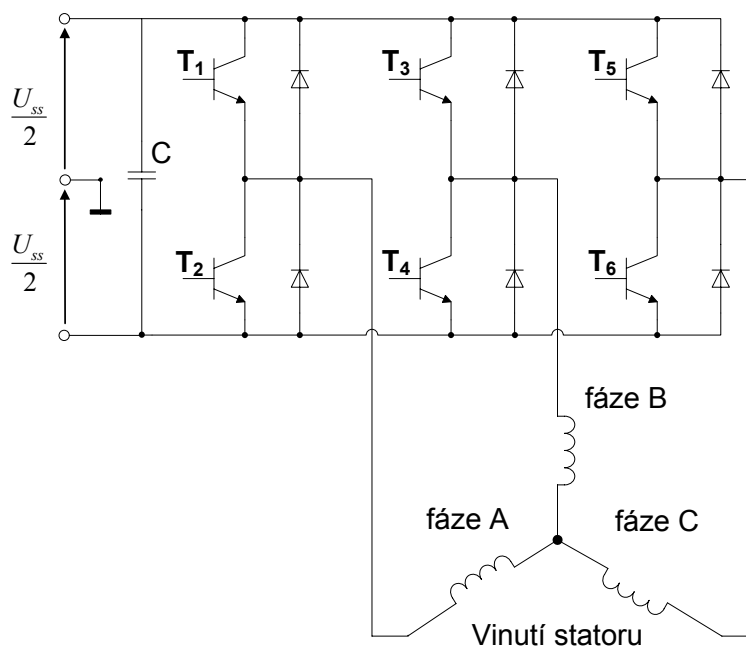 T₁
T₃
T₅
U_ss/2
C
U_ss/2
T₂
T₄
T₆
fáze B
fáze A
fáze C
Vinutí statoru